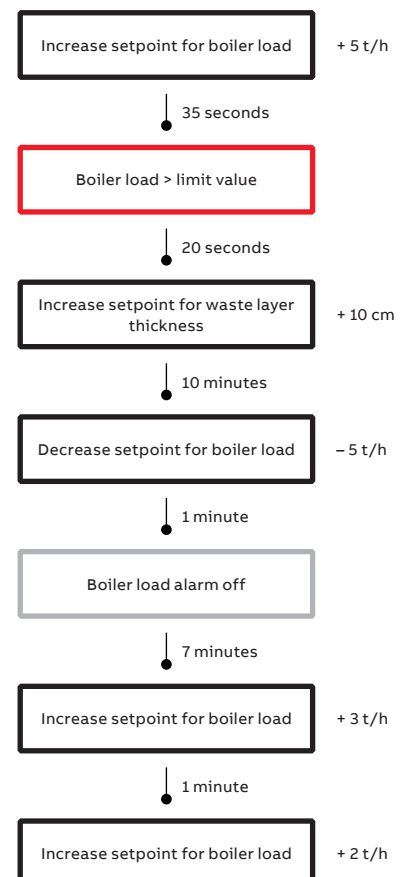 Increase setpoint for boiler load
+ 5 t/h
35 seconds
Boiler load > limit value
20 seconds
Increase setpoint for waste layer
thickness
+ 10 cm
10 minutes
Decrease setpoint for boiler load
– 5 t/h
1 minute
Boiler load alarm off
7 minutes
Increase setpoint for boiler load
+ 3 t/h
1 minute
Increase setpoint for boiler load
+ 2 t/h